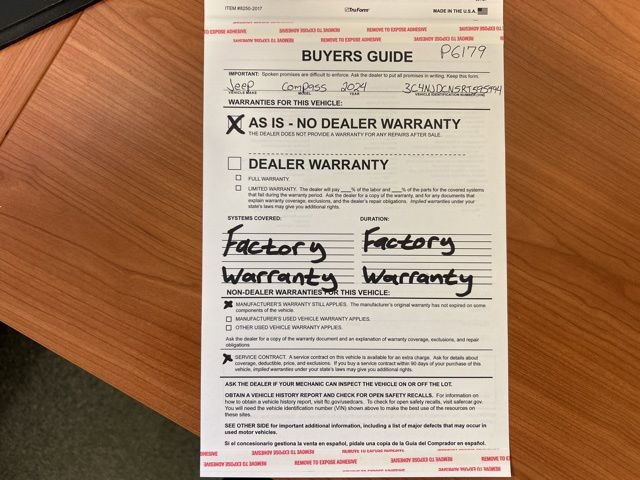 ITEM #8250-2017 TruForm MADE IN THE U.S.A.
REMOVE TO EXPOSE ADHESIVE
BUYERS GUIDE P6179
IMPORTANT: Spoken promises are difficult to enforce. Ask the dealer to put all promises in writing. Keep this form.
Jeep Compass 2024
VEHICLE MAKE MODEL YEAR VEHICLE IDENTIFICATION NUMBER (VIN)
WARRANTIES FOR THIS VEHICLE:
X AS IS - NO DEALER WARRANTY
THE DEALER DOES NOT PROVIDE A WARRANTY FOR ANY REPAIRS AFTER SALE.
DEALER WARRANTY
FULL WARRANTY.
LIMITED WARRANTY. The dealer will pay ___% of the labor and ___% of the parts for the covered systems
that fail during the warranty period. Ask the dealer for a copy of the warranty, and for any documents that
explain warranty coverage, exclusions, and the dealer's repair obligations. Implied warranties under your
state's laws may give you additional rights.
SYSTEMS COVERED: DURATION:
Factory Factory
Warranty Warranty
NON-DEALER WARRANTIES FOR THIS VEHICLE:
X MANUFACTURER'S WARRANTY STILL APPLIES. The manufacturer's original warranty has not expired on some
components of the vehicle.
MANUFACTURER'S USED VEHICLE WARRANTY APPLIES.
OTHER USED VEHICLE WARRANTY APPLIES.
Ask the dealer for a copy of the warranty document and an explanation of warranty coverage, exclusions, and repair
obligations
X SERVICE CONTRACT. A service contract on this vehicle is available for an extra charge. Ask for details about
coverage, deductible, price, and exclusions. If you buy a service contract within 90 days of your purchase of
this vehicle, implied warranties under your state's laws may give you additional rights.
ASK THE DEALER IF YOUR MECHANIC CAN INSPECT THE VEHICLE ON OR OFF THE LOT.
OBTAIN A VEHICLE HISTORY REPORT AND CHECK FOR OPEN SAFETY RECALLS. For information on
how to obtain a vehicle history report, visit ftc.gov/usedcars. To check for open safety recalls, visit safercar.gov.
You will need the vehicle identification number (VIN) shown above to make the best use of the resources on
these sites.
SEE OTHER SIDE for important additional information, including a list of major defects that may occur in
used motor vehicles.
Si el concesionario gestiona la venta en español, pídale una copia de la Guía del Comprador en español.
REMOVE TO EXPOSE ADHESIVE